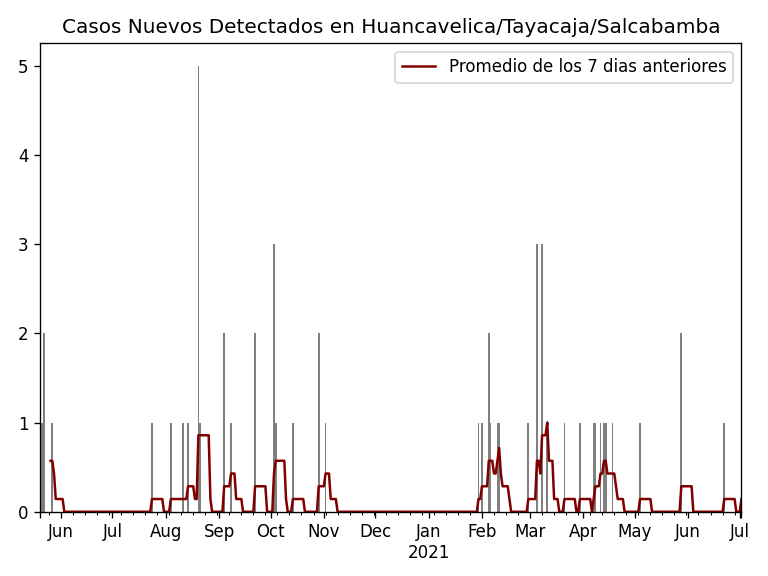 Casos Nuevos Detectados en Huancavelica/Tayacaja/Salcabamba
Promedio de los 7 dias anteriores
5
4
3
2
1
0
Jun Jul Aug Sep Oct Nov Dec Jan Feb Mar Apr May Jun Jul
2021